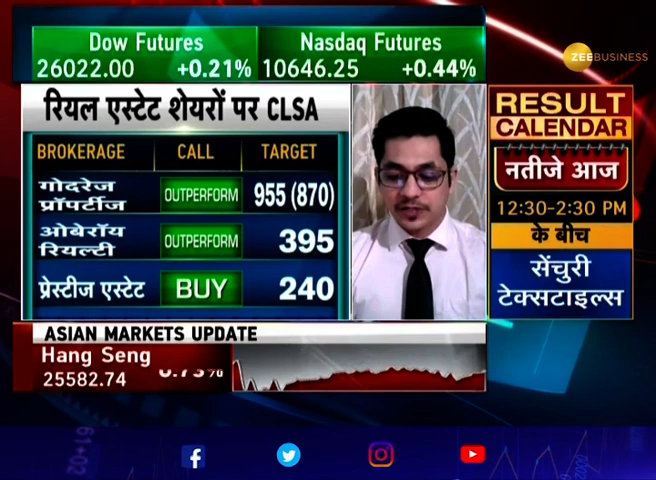 Dow Futures
26022.00 +0.21%
Nasdaq Futures
10646.25 +0.44%
ZEEBUSINESS
रियल एस्टेट शेयरों पर CLSA
BROKERAGE CALL TARGET
गोदरेज प्रॉपर्टीज OUTPERFORM 955 (870)
ओबेरॉय रियल्टी OUTPERFORM 395
प्रेस्टीज एस्टेट BUY 240
RESULT
CALENDAR
नतीजे आज
12:30-2:30 PM
के बीच
सेंचुरी
टेक्सटाइल्स
ASIAN MARKETS UPDATE
Hang Seng
25582.74